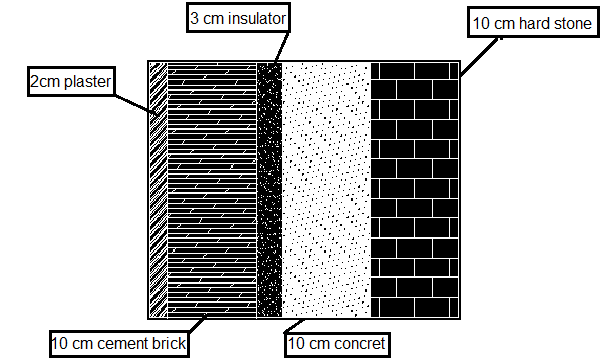 3 cm insulator
10 cm hard stone
2cm plaster
10 cm cement brick
10 cm concret